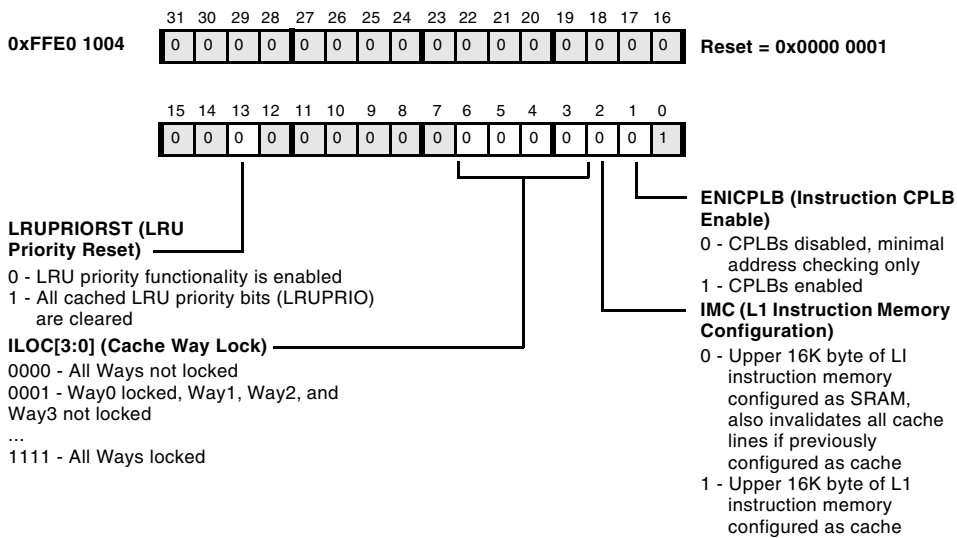 31 30 29 28 27 26 25 24 23 22 21 20 19 18 17 16
0xFFE0 1004
0 0 0 0 0 0 0 0 0 0 0 0 0 0 0 0
Reset = 0x0000 0001
15 14 13 12 11 10 9 8 7 6 5 4 3 2 1 0
0 0 0 0 0 0 0 0 0 0 0 0 0 0 0 1
LRUPRIORST (LRU
Priority Reset)
0 - LRU priority functionality is enabled
1 - All cached LRU priority bits (LRUPRIO)
are cleared
ILOC[3:0] (Cache Way Lock)
0000 - All Ways not locked
0001 - Way0 locked, Way1, Way2, and
Way3 not locked
...
1111 - All Ways locked
ENICPLB (Instruction CPLB
Enable)
0 - CPLBs disabled, minimal
address checking only
1 - CPLBs enabled
IMC (L1 Instruction Memory
Configuration)
0 - Upper 16K byte of LI
instruction memory
configured as SRAM,
also invalidates all cache
lines if previously
configured as cache
1 - Upper 16K byte of L1
instruction memory
configured as cache